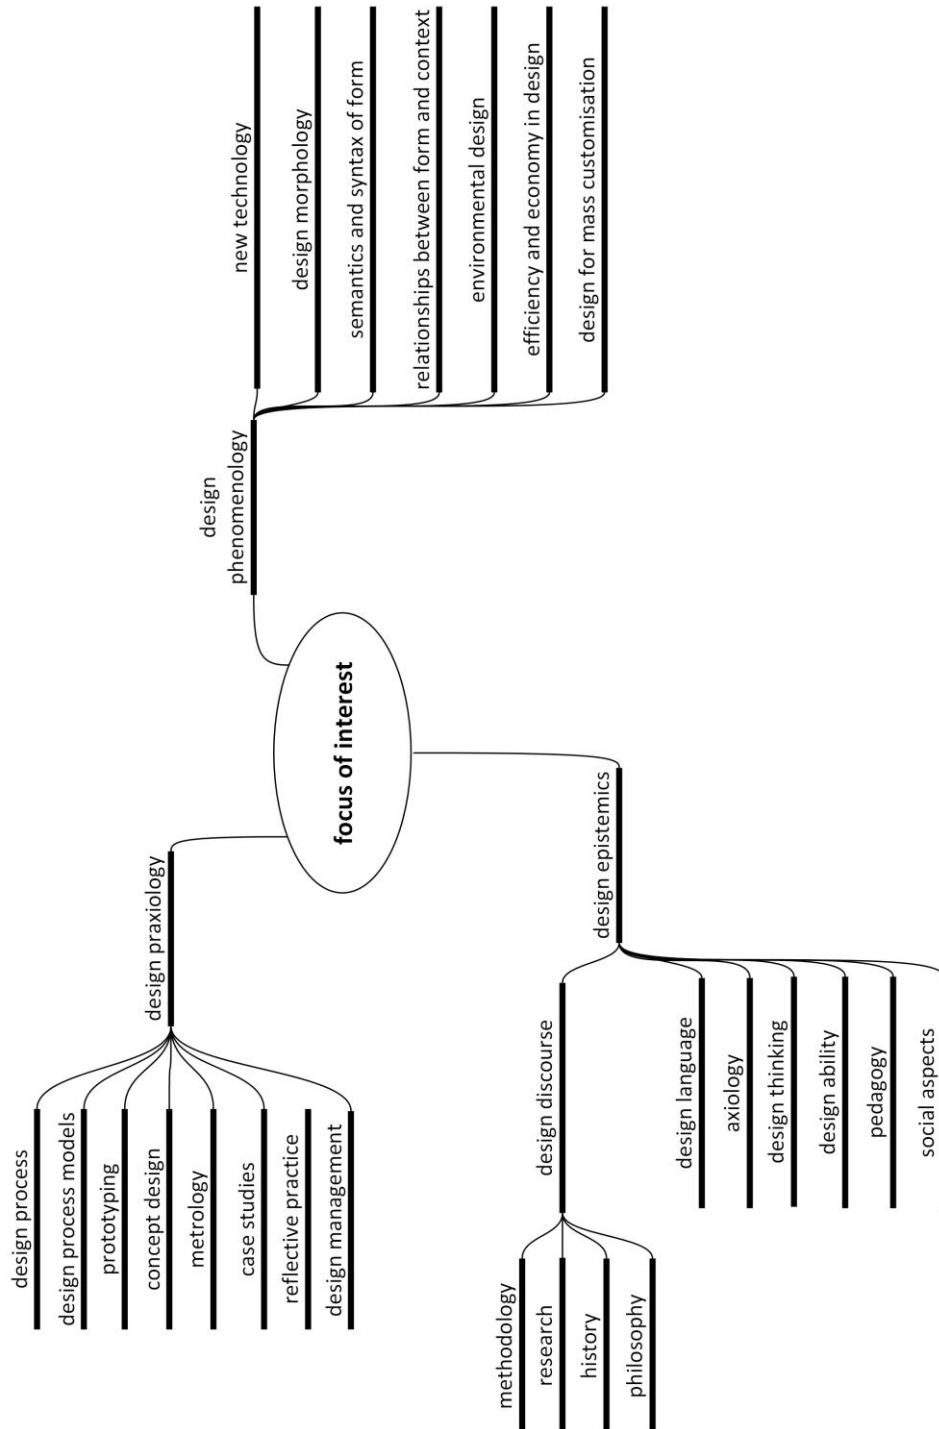 design process
design process models
prototyping
concept design
metrology
case studies
reflective practice
design management
design praxiology
focus of interest
design
phenomenology
new technology
design morphology
semantics and syntax of form
relationships between form and context
environmental design
efficiency and economy in design
design for mass customisation
design epistemics
design discourse
methodology
research
history
philosophy
design language
axiology
design thinking
design ability
pedagogy
social aspects